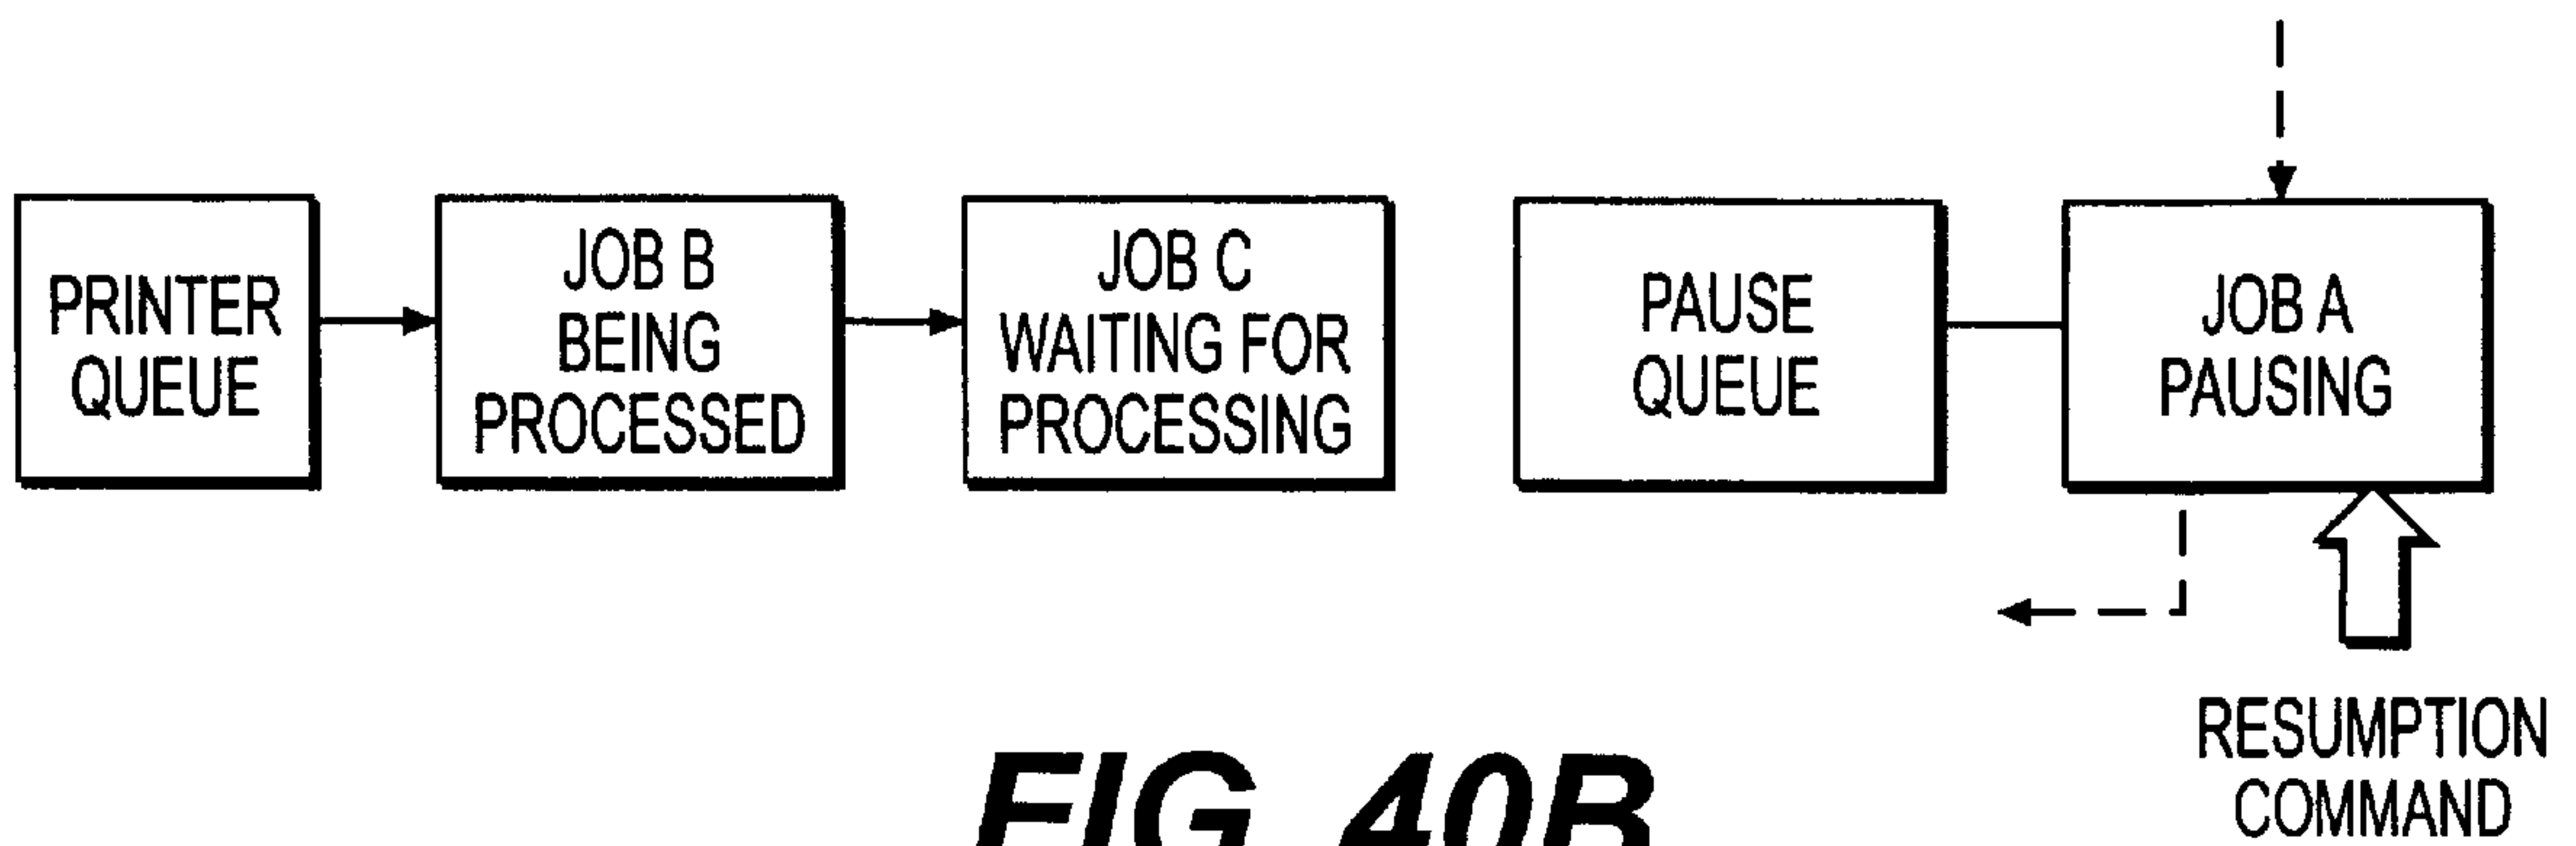 PRINTER
QUEUE
JOB B
BEING
PROCESSED
JOB C
WAITING FOR
PROCESSING
PAUSE
QUEUE
JOB A
PAUSING
RESUMPTION
COMMAND
FIG. 40B